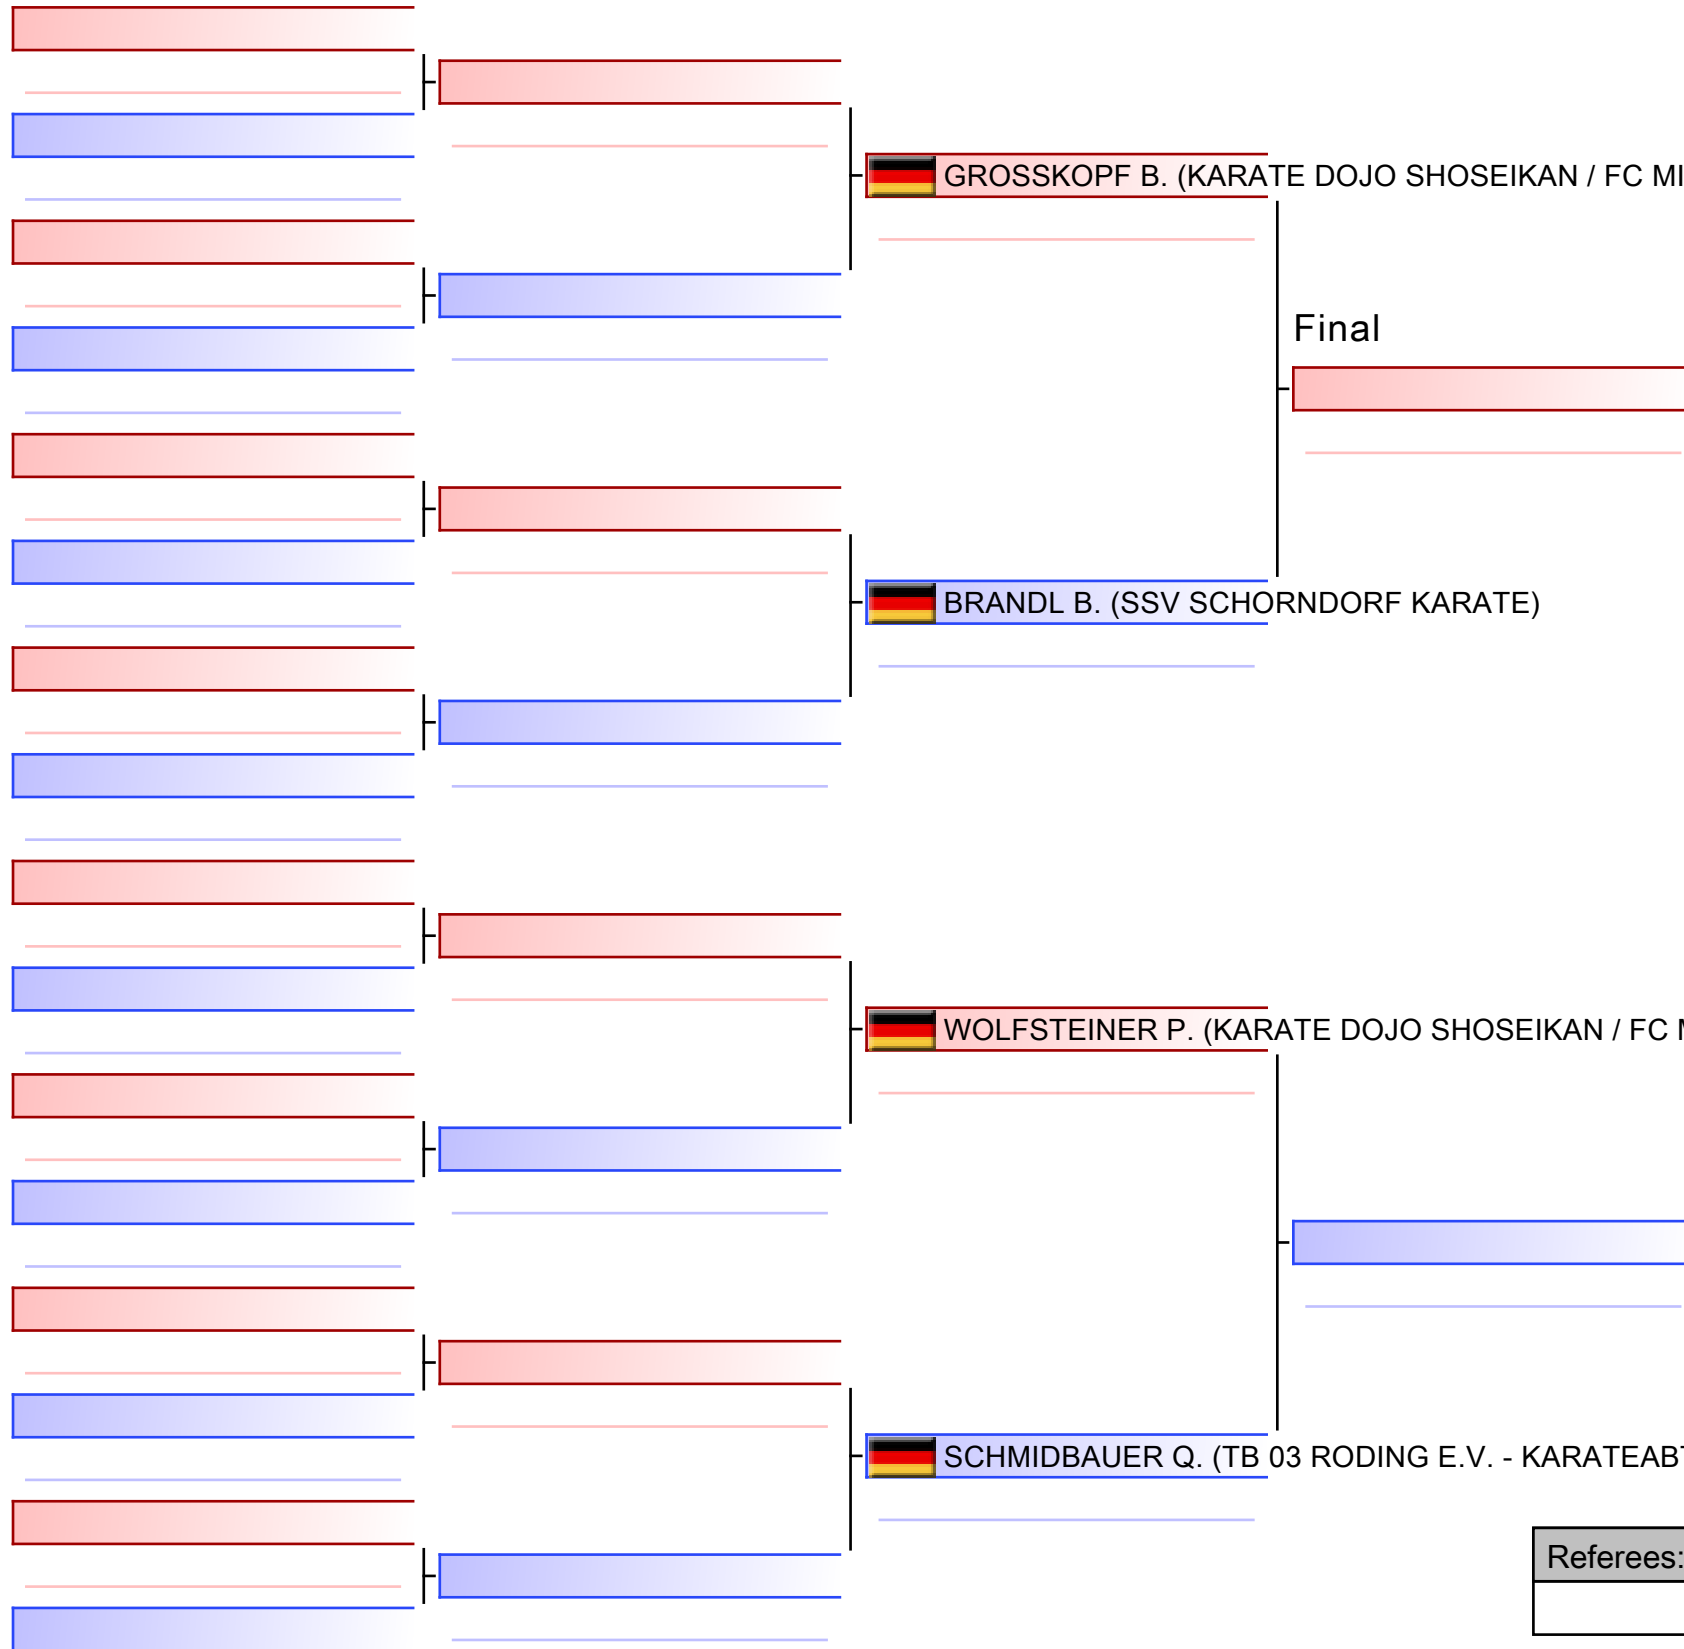 GROSSKOPF B. (KARATE DOJO SHOSEIKAN / FC MI
Final
BRANDL B. (SSV SCHORNDORF KARATE)
WOLFSTEINER P. (KARATE DOJO SHOSEIKAN / FC
SCHMIDBAUER Q. (TB 03 RODING E.V. - KARATEAB
Referees: